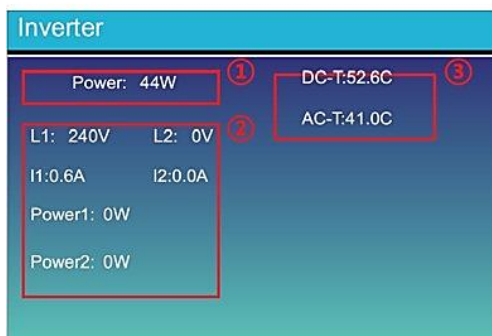 Inverter
Power: 44W
①
L1: 240V L2: 0V
②
I1:0.6A I2:0.0A
Power1: 0W
Power2: 0W
DC-T:52.6C
③
AC-T:41.0C